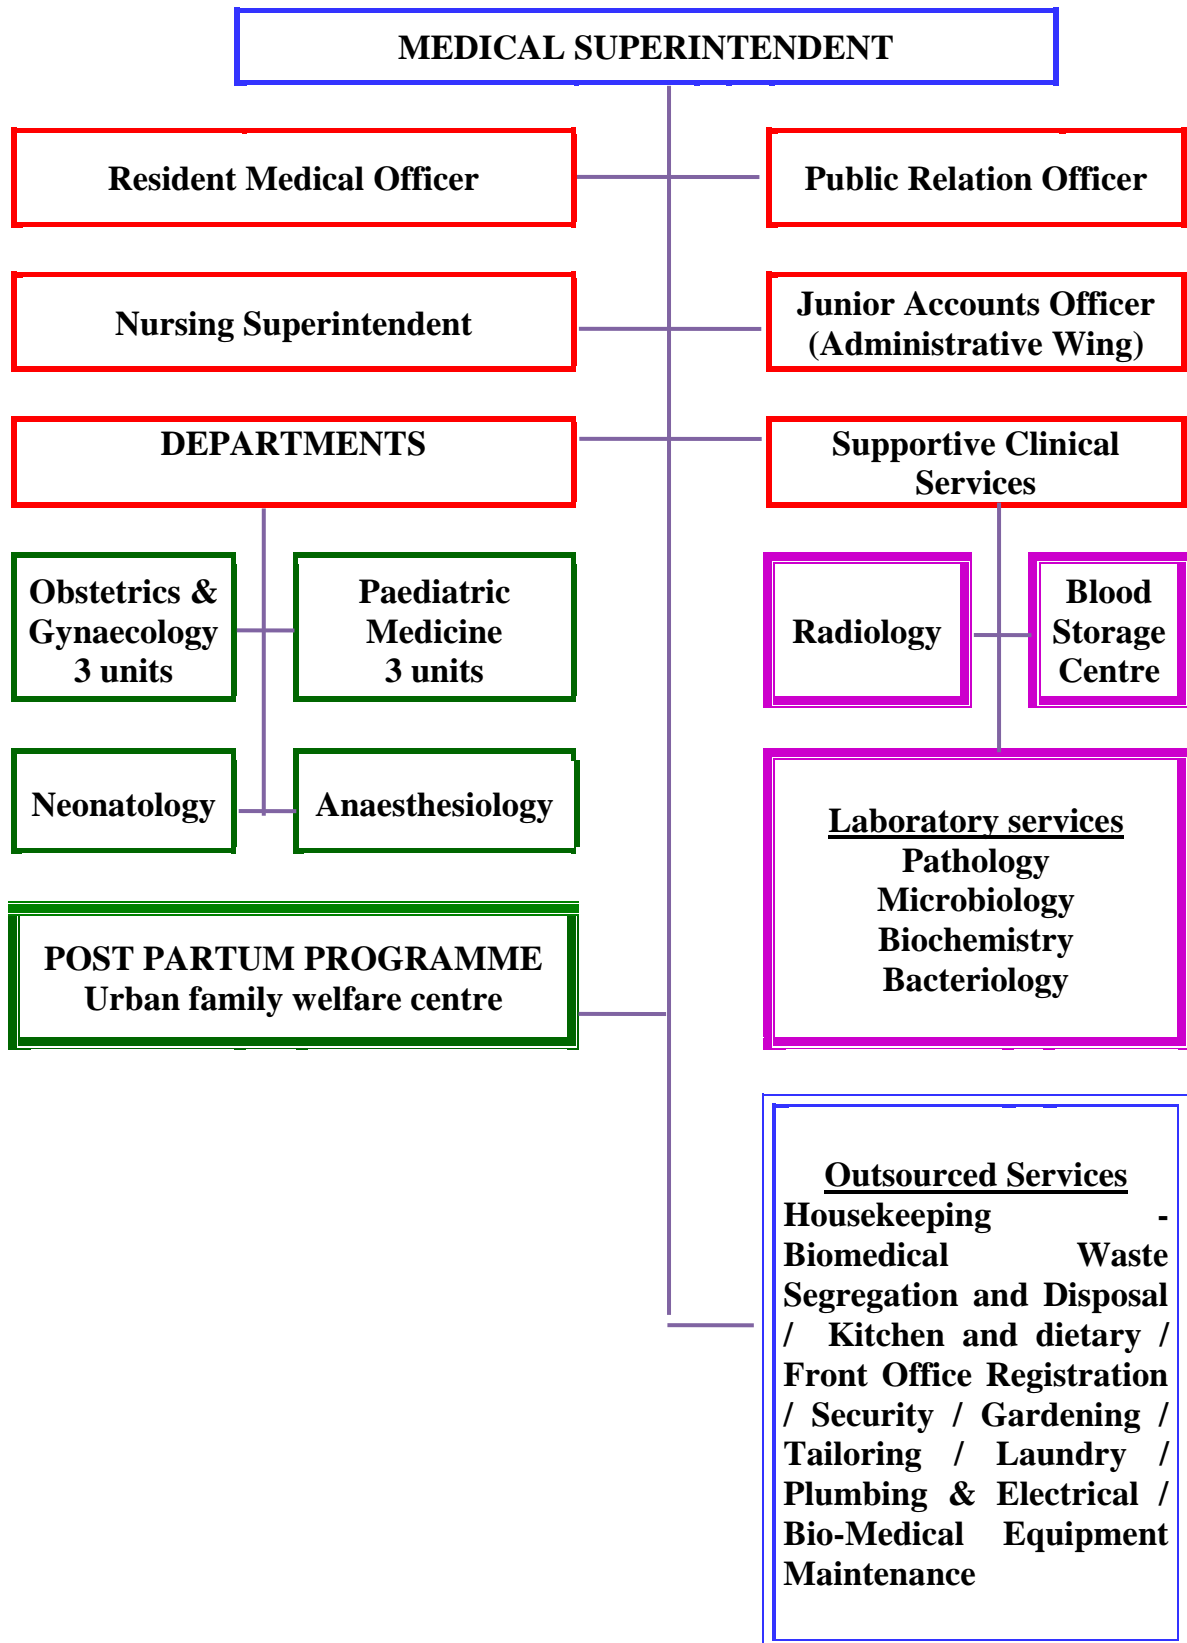 MEDICAL SUPERINTENDENT
Resident Medical Officer
Public Relation Officer
Nursing Superintendent
Junior Accounts Officer
(Administrative Wing)
DEPARTMENTS
Supportive Clinical
Services
Obstetrics &
Gynaecology
3 units
Paediatric
Medicine
3 units
Radiology
Blood
Storage
Centre
Neonatology
Anaesthesiology
Laboratory services
Pathology
Microbiology
Biochemistry
Bacteriology
POST PARTUM PROGRAMME
Urban family welfare centre
Outsourced Services
Housekeeping -
Biomedical Waste
Segregation and Disposal
/ Kitchen and dietary /
Front Office Registration
/ Security / Gardening /
Tailoring / Laundry /
Plumbing & Electrical /
Bio-Medical Equipment
Maintenance